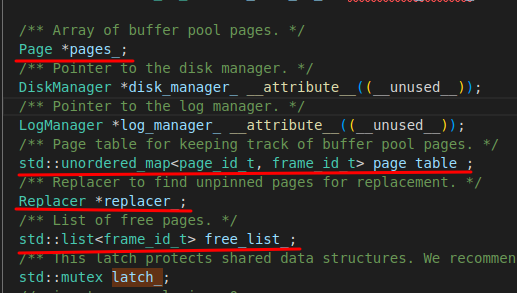 /** Array of buffer pool pages. */
Page *pages_;
/** Pointer to the disk manager. */
DiskManager *disk_manager_ __attribute__((__unused__));
/** Pointer to the log manager. */
LogManager *log_manager_ __attribute__((__unused__));
/** Page table for keeping track of buffer pool pages. */
std::unordered_map<page_id_t, frame_id_t> page_table_;
/** Replacer to find unpinned pages for replacement. */
Replacer *replacer_;
/** List of free pages. */
std::list<frame_id_t> free_list_;
/** This latch protects shared data structures. We recommen
std::mutex latch_;